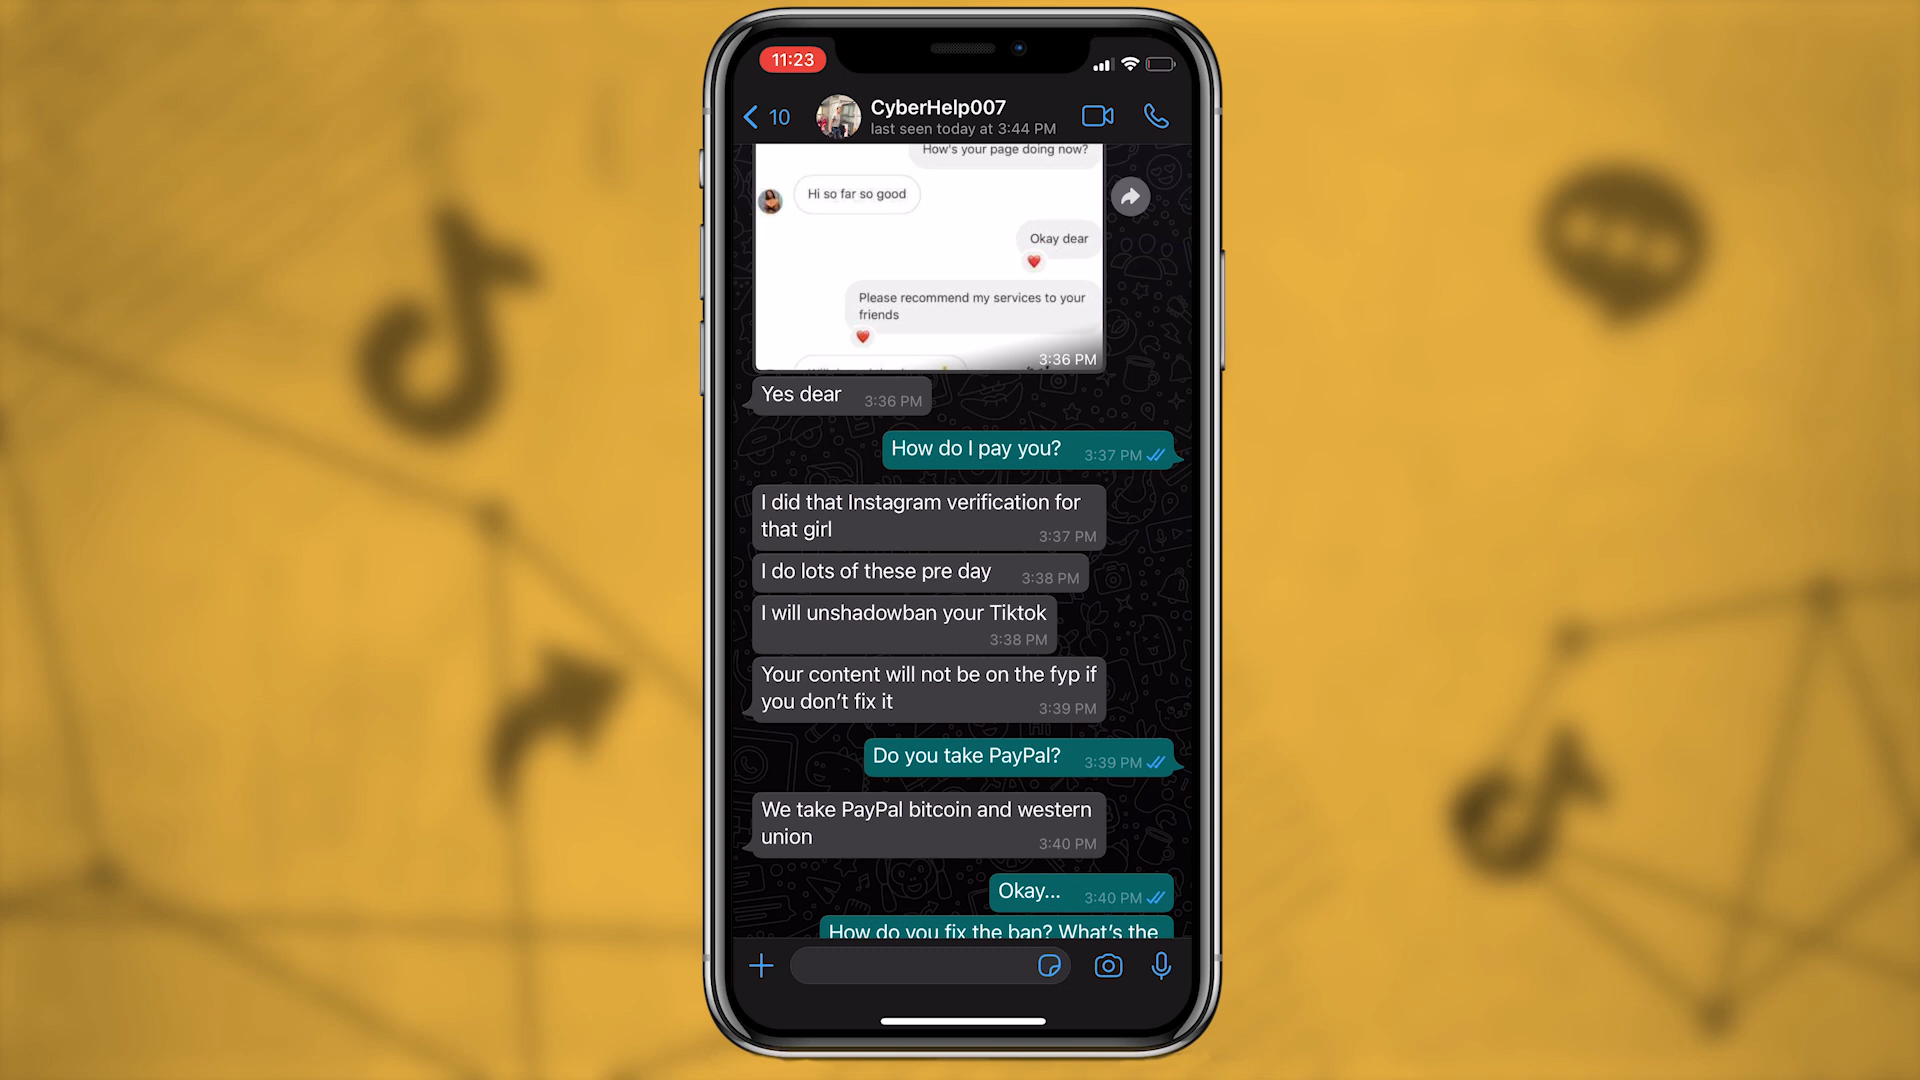 11:23
10
CyberHelp007
last seen today at 3:44 PM
How's your page doing now?
Hi so far so good
Okay dear
Please recommend my services to your
friends
3:36 PM
Yes dear
3:36 PM
How do I pay you?
3:37 PM
I did that Instagram verification for
that girl
3:37 PM
I do lots of these pre day
3:38 PM
I will unshadowban your Tiktok
3:38 PM
Your content will not be on the fyp if
you don’t fix it
3:39 PM
Do you take PayPal?
3:39 PM
We take PayPal bitcoin and western
union
3:40 PM
Okay...
3:40 PM
How do you fix the ban? What’s the